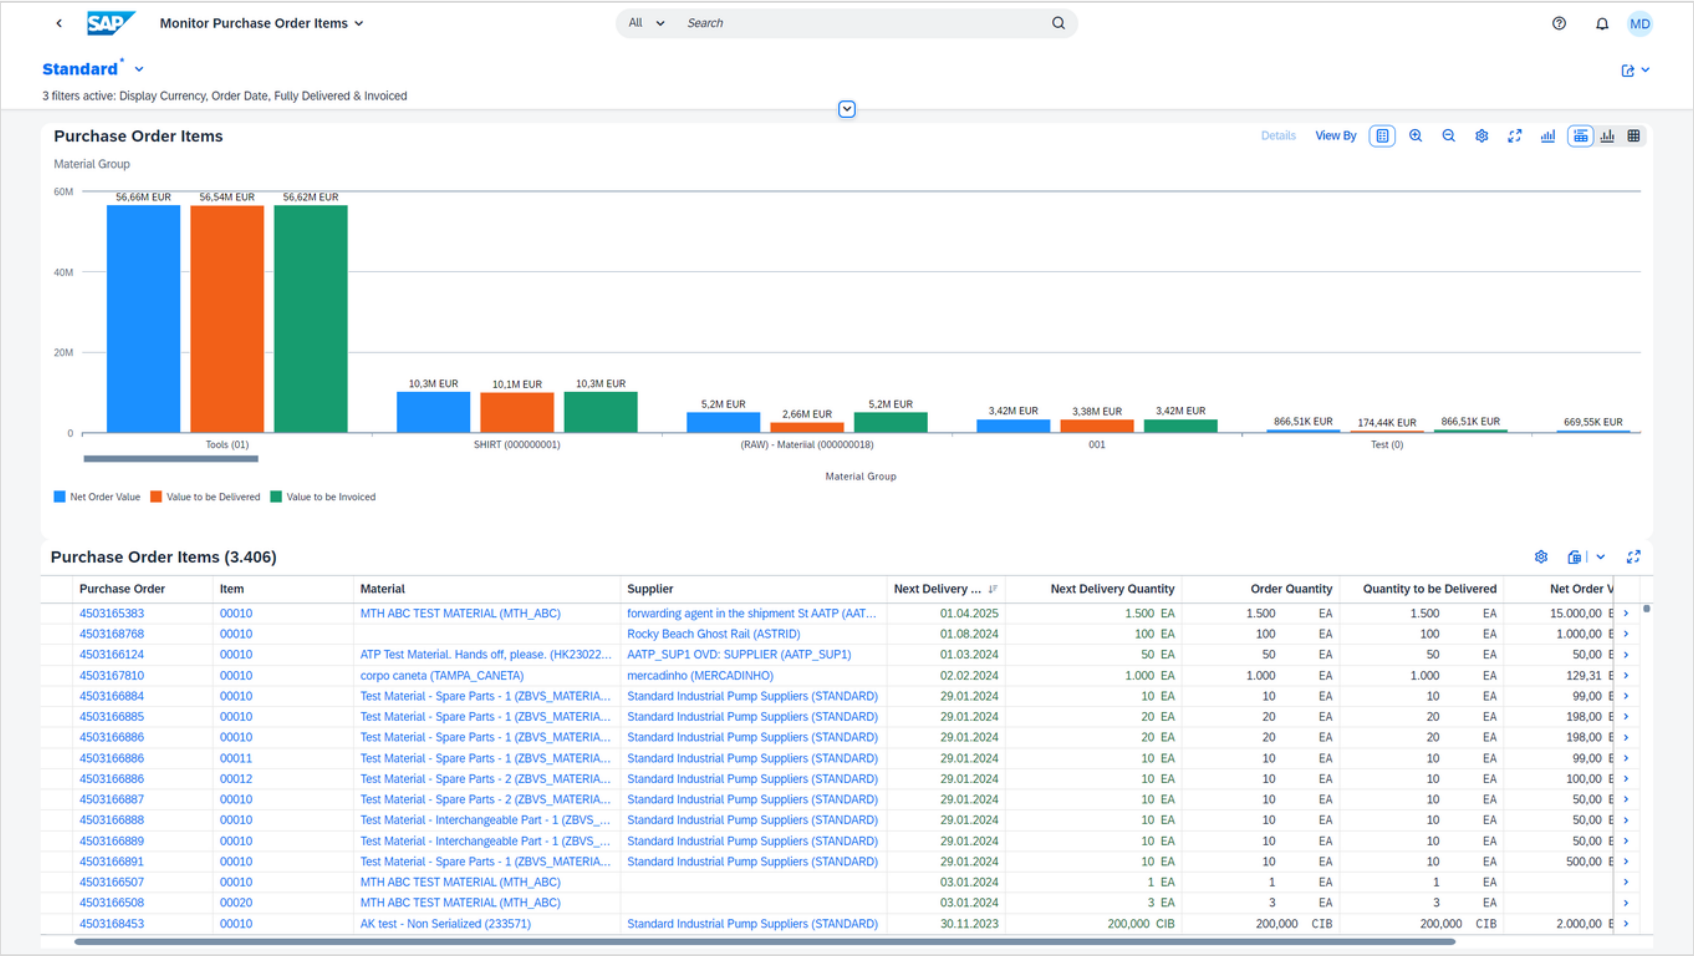 SAP Monitor Purchase Order Items All Search MD
Standard*
3 filters active: Display Currency, Order Date, Fully Delivered & Invoiced
Purchase Order Items Details View By
Material Group
60M 56,66M EUR 56,54M EUR 56,62M EUR
40M
20M
10,3M EUR 10,1M EUR 10,3M EUR 5,2M EUR 2,66M EUR 5,2M EUR 3,42M EUR 3,38M EUR 3,42M EUR 866,51K EUR 174,44K EUR 866,51K EUR 669,55K EUR
0
Tools (01) SHIRT (000000001) (RAW) - Materiial (000000018) 001 Test (0)
Material Group
Net Order Value Value to be Delivered Value to be Invoiced
Purchase Order Items (3.406)
Purchase Order Item Material Supplier Next Delivery ... Next Delivery Quantity Order Quantity Quantity to be Delivered Net Order V
4503165383 00010 MTH ABC TEST MATERIAL (MTH_ABC) forwarding agent in the shipment St AATP (AAT... 01.04.2025 1.500 EA 1.500 EA 1.500 EA 15.000,00 E
4503168768 00010 Rocky Beach Ghost Rail (ASTRID) 01.08.2024 100 EA 100 EA 100 EA 1.000,00 E
4503166124 00010 ATP Test Material. Hands off, please. (HK23022... AATP_SUP1 OVD: SUPPLIER (AATP_SUP1) 01.03.2024 50 EA 50 EA 50 EA 50,00 E
4503167810 00010 corpo caneta (TAMPA_CANETA) mercadinho (MERCADINHO) 02.02.2024 1.000 EA 1.000 EA 1.000 EA 129,31 E
4503166884 00010 Test Material - Spare Parts - 1 (ZBVS_MATERIA... Standard Industrial Pump Suppliers (STANDARD) 29.01.2024 10 EA 10 EA 10 EA 99,00 E
4503166885 00010 Test Material - Spare Parts - 1 (ZBVS_MATERIA... Standard Industrial Pump Suppliers (STANDARD) 29.01.2024 20 EA 20 EA 20 EA 198,00 E
4503166886 00010 Test Material - Spare Parts - 1 (ZBVS_MATERIA... Standard Industrial Pump Suppliers (STANDARD) 29.01.2024 20 EA 20 EA 20 EA 198,00 E
4503166886 00011 Test Material - Spare Parts - 1 (ZBVS_MATERIA... Standard Industrial Pump Suppliers (STANDARD) 29.01.2024 10 EA 10 EA 10 EA 99,00 E
4503166886 00012 Test Material - Spare Parts - 2 (ZBVS_MATERIA... Standard Industrial Pump Suppliers (STANDARD) 29.01.2024 10 EA 10 EA 10 EA 100,00 E
4503166887 00010 Test Material - Spare Parts - 2 (ZBVS_MATERIA... Standard Industrial Pump Suppliers (STANDARD) 29.01.2024 10 EA 10 EA 10 EA 50,00 E
4503166888 00010 Test Material - Interchangeable Part - 1 (ZBVS_... Standard Industrial Pump Suppliers (STANDARD) 29.01.2024 10 EA 10 EA 10 EA 50,00 E
4503166889 00010 Test Material - Interchangeable Part - 1 (ZBVS_... Standard Industrial Pump Suppliers (STANDARD) 29.01.2024 10 EA 10 EA 10 EA 50,00 E
4503166891 00010 Test Material - Spare Parts - 1 (ZBVS_MATERIA... Standard Industrial Pump Suppliers (STANDARD) 29.01.2024 10 EA 10 EA 10 EA 500,00 E
4503166507 00010 MTH ABC TEST MATERIAL (MTH_ABC) 03.01.2024 1 EA 1 EA 1 EA
4503166508 00020 MTH ABC TEST MATERIAL (MTH_ABC) 03.01.2024 3 EA 3 EA 3 EA
4503168453 00010 AK test - Non Serialized (233571) Standard Industrial Pump Suppliers (STANDARD) 30.11.2023 200,000 CIB 200,000 CIB 200,000 CIB 2.000,00 E